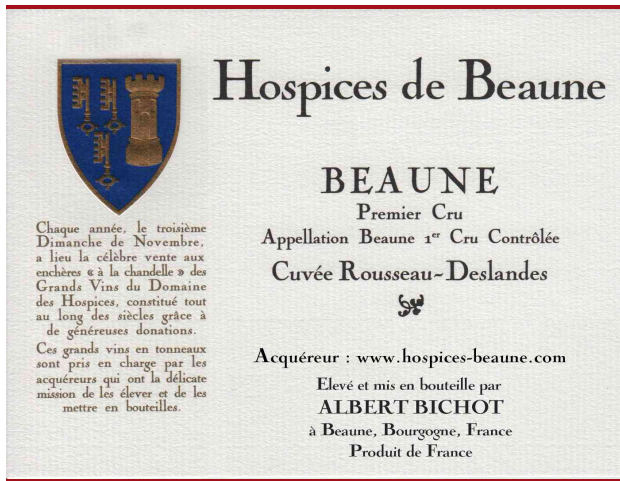 Hospices de Beaune
BEAUNE
Premier Cru
Appellation Beaune 1er Cru Contrôlée
Cuvée Rousseau-Deslandes
Acquéreur : www.hospices-beaune.com
Elevé et mis en bouteille par
ALBERT BICHOT
à Beaune, Bourgogne, France
Produit de France
Chaque année, le troisième
Dimanche de Novembre,
a lieu la célèbre vente aux
enchères « à la chandelle » des
Grands Vins du Domaine
des Hospices, constitué tout
au long des siècles grâce à
de généreuses donations.
Ces grands vins en tonneaux
sont pris en charge par les
acquéreurs qui ont la délicate
mission de les élever et de les
mettre en bouteilles.